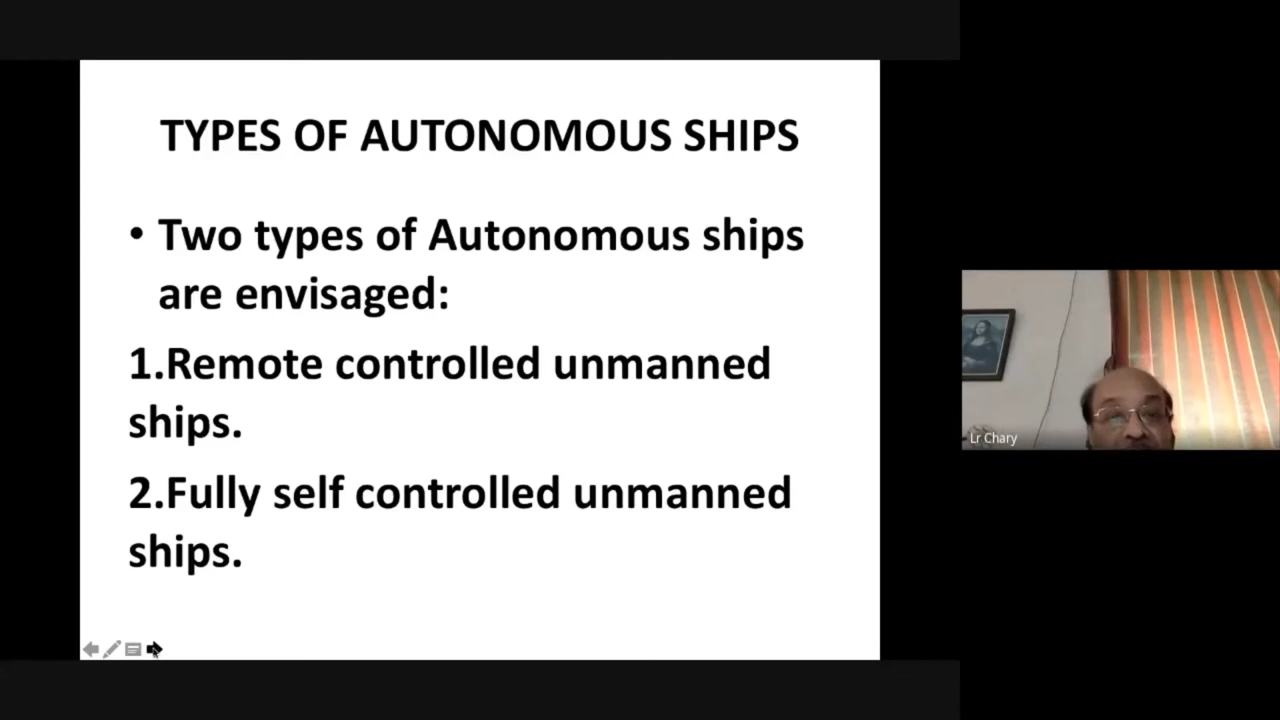 TYPES OF AUTONOMOUS SHIPS
• Two types of Autonomous ships
are envisaged:
1.Remote controlled unmanned
ships.
2.Fully self controlled unmanned
ships.
Lr Chary